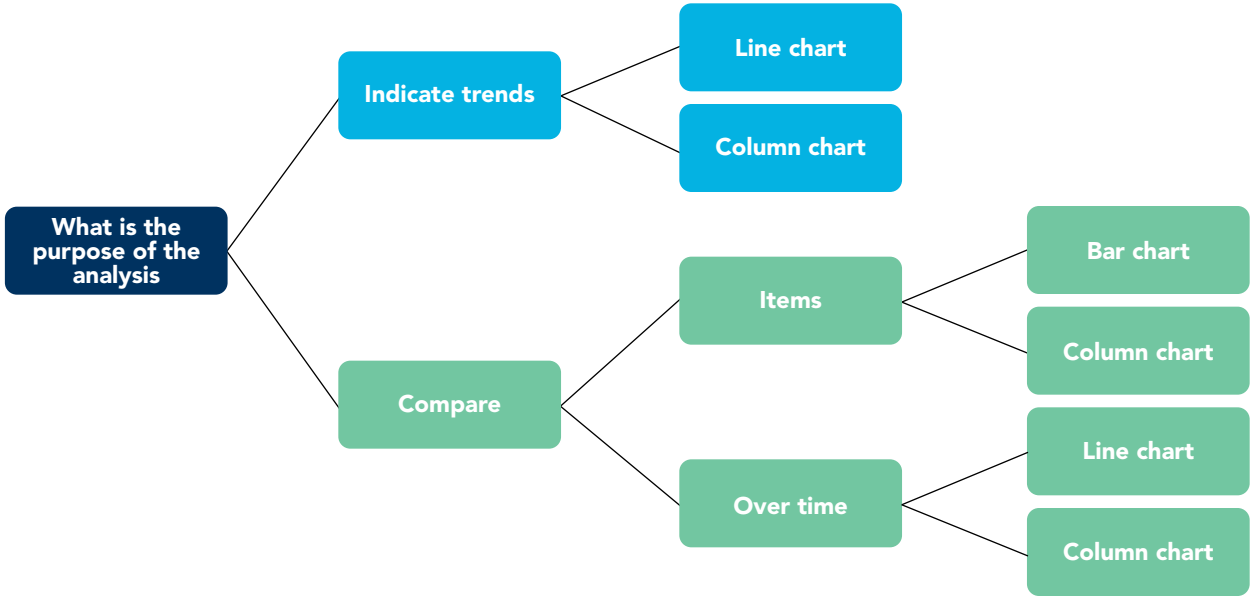 What is the
purpose of the
analysis
Indicate trends
Line chart
Column chart
Compare
Items
Bar chart
Column chart
Over time
Line chart
Column chart